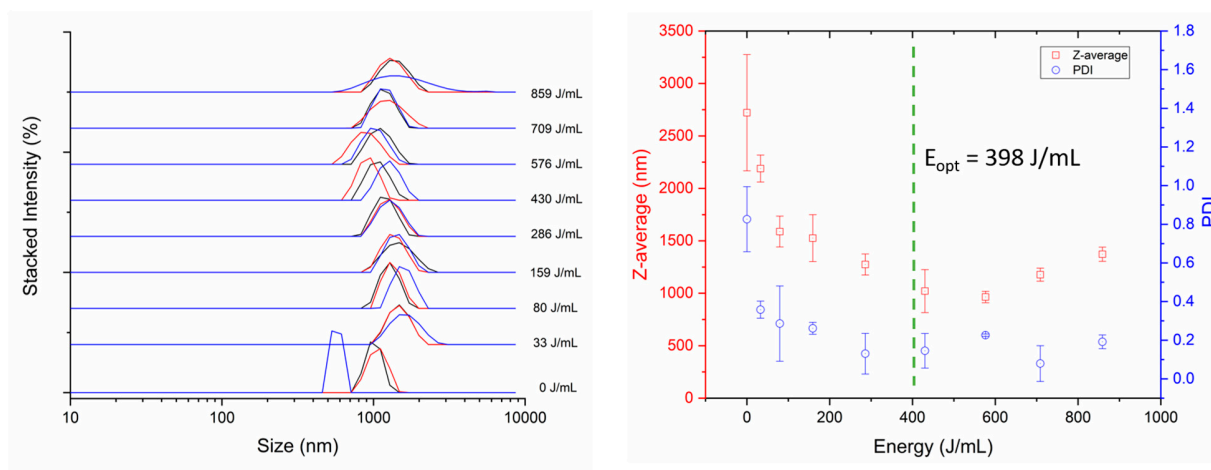 Stacked Intensity (%)
859 J/mL
709 J/mL
576 J/mL
430 J/mL
286 J/mL
159 J/mL
80 J/mL
33 J/mL
0 J/mL
10 100 1000 10000
Size (nm)
Z-average (nm)
3500
3000
2500
2000
1500
1000
500
0
Z-average
PDI
E_opt = 398 J/mL
1.8
1.6
1.4
1.2
1.0
0.8
0.6
0.4
0.2
0.0
PDI
0 200 400 600 800 1000
Energy (J/mL)